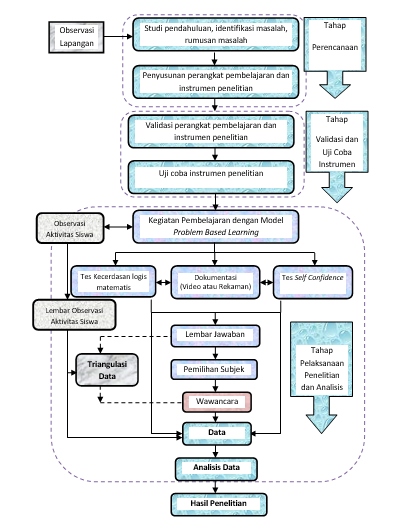 Observasi
Lapangan
Studi pendahuluan, identifikasi masalah,
rumusan masalah
Tahap
Perencanaan
Penyusunan perangkat pembelajaran dan
instrumen penelitian
Validasi perangkat pembelajaran dan
instrumen penelitian
Tahap
Validasi dan
Uji Coba
Instrumen
Uji coba instrumen penelitian
Kegiatan Pembelajaran dengan Model
Problem Based Learning
Observasi
Aktivitas Siswa
Tes Kecerdasan logis
matematis
Dokumentasi
(Video atau Rekaman)
Tes Self Confidence
Lembar Observasi
Aktivitas Siswa
Lembar Jawaban
Tahap
Pelaksanaan
Penelitian
dan Analisis
Triangulasi
Data
Pemilihan Subjek
Wawancara
Data
Analisis Data
Hasil Penelitian